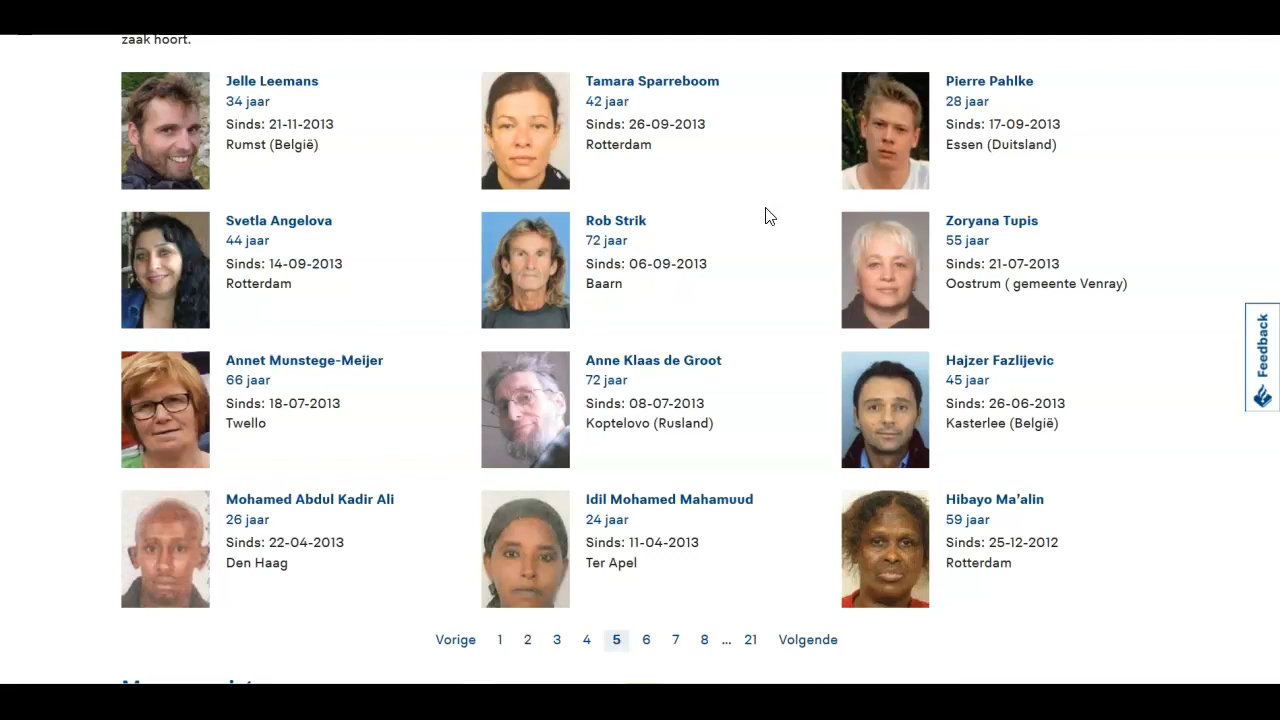 zaak hoort.
Jelle Leemans
34 jaar
Sinds: 21-11-2013
Rumst (België)
Tamara Sparreboom
42 jaar
Sinds: 26-09-2013
Rotterdam
Pierre Pahlke
28 jaar
Sinds: 17-09-2013
Essen (Duitsland)
Svetla Angelova
44 jaar
Sinds: 14-09-2013
Rotterdam
Rob Strik
72 jaar
Sinds: 06-09-2013
Baarn
Zoryana Tupis
55 jaar
Sinds: 21-07-2013
Oostrum ( gemeente Venray)
Annet Munstege-Meijer
66 jaar
Sinds: 18-07-2013
Twello
Anne Klaas de Groot
72 jaar
Sinds: 08-07-2013
Koptelovo (Rusland)
Hajzer Fazlijevic
45 jaar
Sinds: 26-06-2013
Kasterlee (België)
Mohamed Abdul Kadir Ali
26 jaar
Sinds: 22-04-2013
Den Haag
Idil Mohamed Mahamuud
24 jaar
Sinds: 11-04-2013
Ter Apel
Hibayo Ma'alin
59 jaar
Sinds: 25-12-2012
Rotterdam
Vorige 1 2 3 4 5 6 7 8 ... 21 Volgende
Feedback